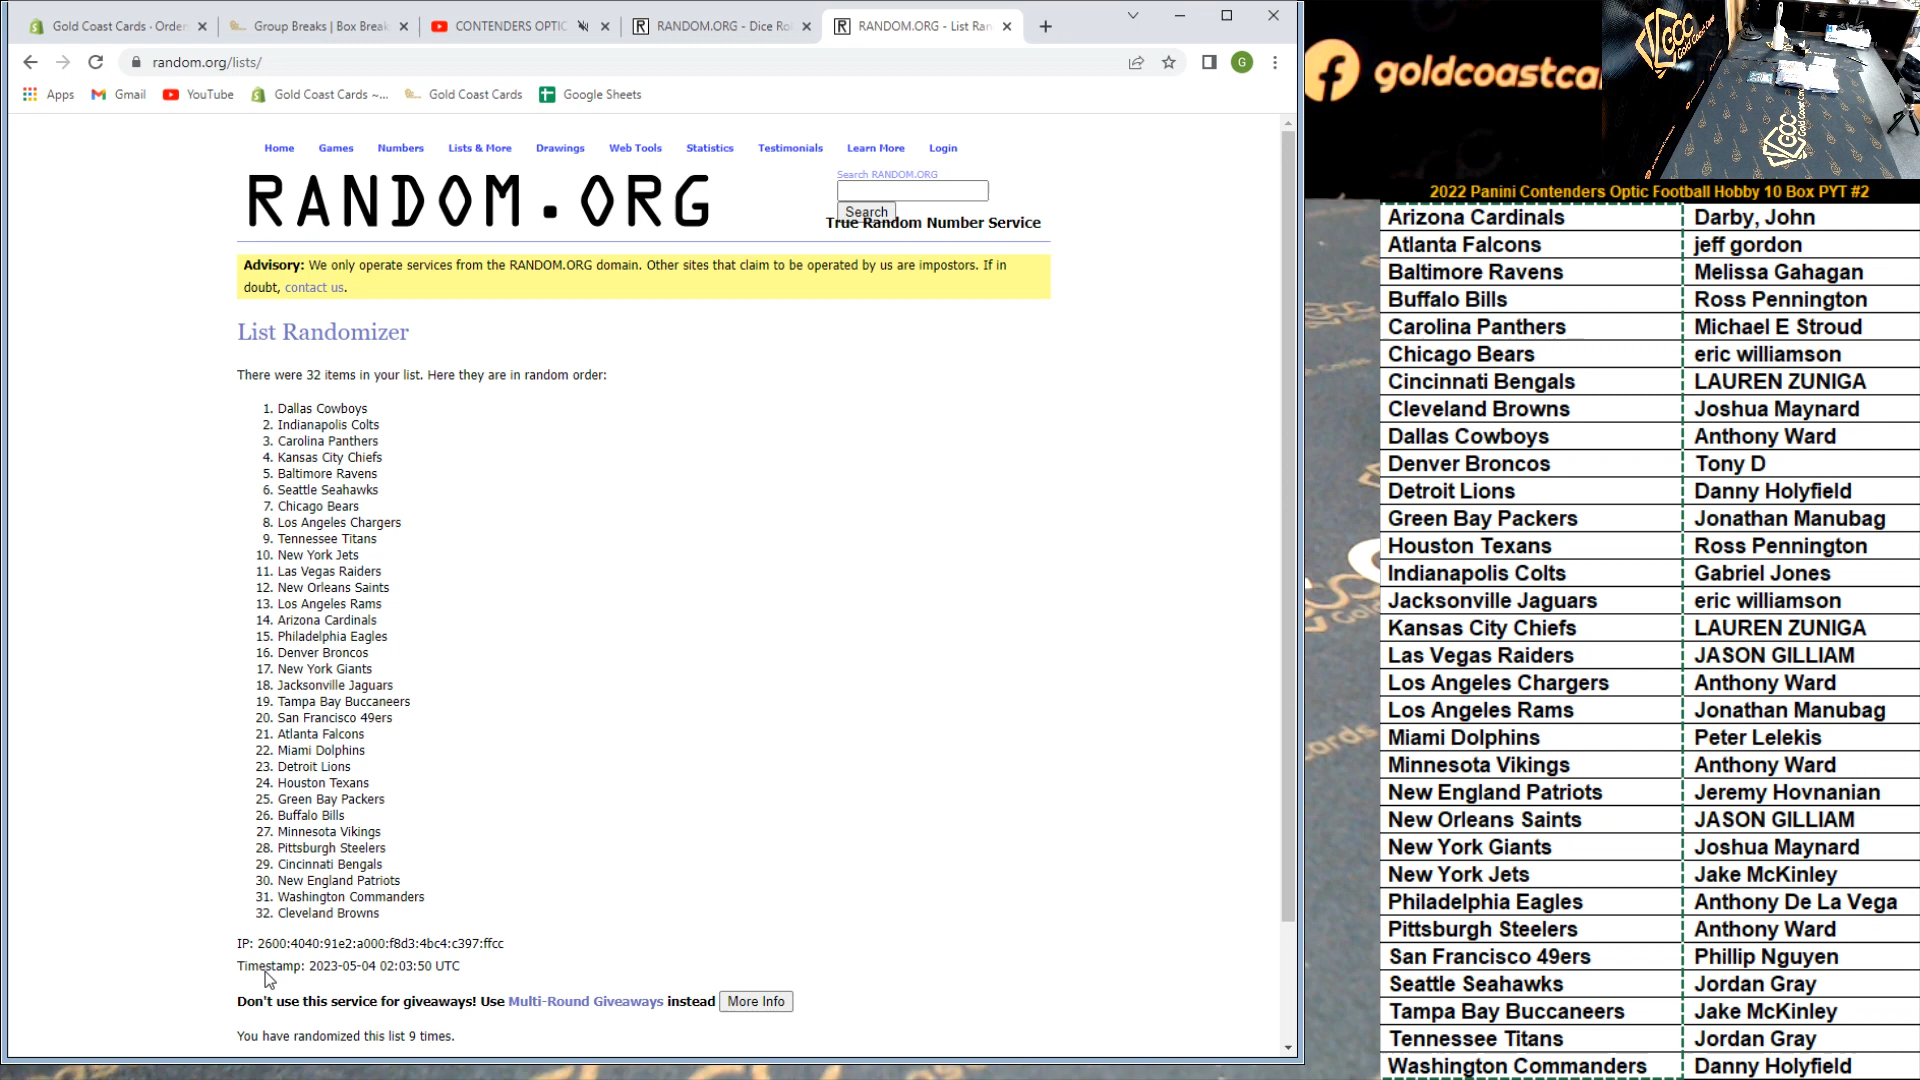 Gold Coast Cards · Order
Group Breaks | Box Break
CONTENDERS OPTIC
RANDOM.ORG - Dice Ro
RANDOM.ORG - List Ran
random.org/lists/
G
Apps
Gmail
YouTube
Gold Coast Cards ~...
Gold Coast Cards
Google Sheets
Home
Games
Numbers
Lists & More
Drawings
Web Tools
Statistics
Testimonials
Learn More
Login
RANDOM.ORG
Search RANDOM.ORG
Search
True Random Number Service
Advisory: We only operate services from the RANDOM.ORG domain. Other sites that claim to be operated by us are impostors. If in
doubt, contact us.
List Randomizer
There were 32 items in your list. Here they are in random order:
1. Dallas Cowboys
2. Indianapolis Colts
3. Carolina Panthers
4. Kansas City Chiefs
5. Baltimore Ravens
6. Seattle Seahawks
7. Chicago Bears
8. Los Angeles Chargers
9. Tennessee Titans
10. New York Jets
11. Las Vegas Raiders
12. New Orleans Saints
13. Los Angeles Rams
14. Arizona Cardinals
15. Philadelphia Eagles
16. Denver Broncos
17. New York Giants
18. Jacksonville Jaguars
19. Tampa Bay Buccaneers
20. San Francisco 49ers
21. Atlanta Falcons
22. Miami Dolphins
23. Detroit Lions
24. Houston Texans
25. Green Bay Packers
26. Buffalo Bills
27. Minnesota Vikings
28. Pittsburgh Steelers
29. Cincinnati Bengals
30. New England Patriots
31. Washington Commanders
32. Cleveland Browns
IP: 2600:4040:91e2:a000:f8d3:4bc4:c397:ffcc
Timestamp: 2023-05-04 02:03:50 UTC
Don't use this service for giveaways! Use Multi-Round Giveaways instead More Info
You have randomized this list 9 times.
goldcoastca
GCC
Gold Coast Cards
GCC
Gold Coast Cards
2022 Panini Contenders Optic Football Hobby 10 Box PYT #2
Arizona Cardinals Darby, John
Atlanta Falcons jeff gordon
Baltimore Ravens Melissa Gahagan
Buffalo Bills Ross Pennington
Carolina Panthers Michael E Stroud
Chicago Bears eric williamson
Cincinnati Bengals LAUREN ZUNIGA
Cleveland Browns Joshua Maynard
Dallas Cowboys Anthony Ward
Denver Broncos Tony D
Detroit Lions Danny Holyfield
Green Bay Packers Jonathan Manubag
Houston Texans Ross Pennington
Indianapolis Colts Gabriel Jones
Jacksonville Jaguars eric williamson
Kansas City Chiefs LAUREN ZUNIGA
Las Vegas Raiders JASON GILLIAM
Los Angeles Chargers Anthony Ward
Los Angeles Rams Jonathan Manubag
Miami Dolphins Peter Lelekis
Minnesota Vikings Anthony Ward
New England Patriots Jeremy Hovnanian
New Orleans Saints JASON GILLIAM
New York Giants Joshua Maynard
New York Jets Jake McKinley
Philadelphia Eagles Anthony De La Vega
Pittsburgh Steelers Anthony Ward
San Francisco 49ers Phillip Nguyen
Seattle Seahawks Jordan Gray
Tampa Bay Buccaneers Jake McKinley
Tennessee Titans Jordan Gray
Washington Commanders Danny Holyfield